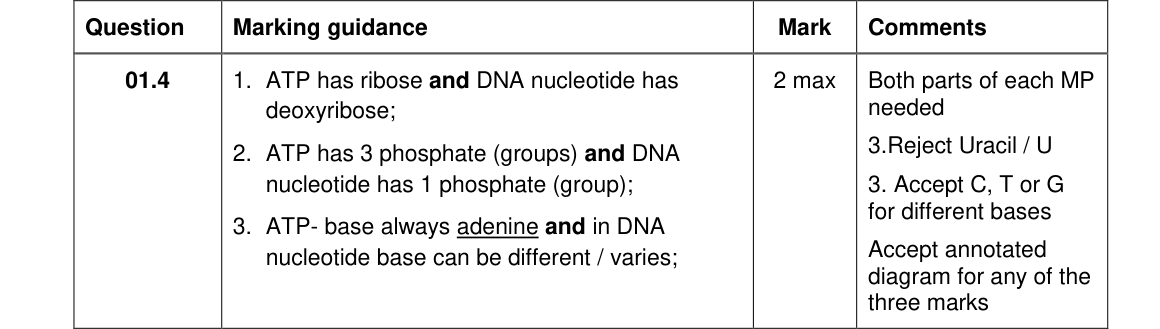 Question Marking guidance Mark Comments
01.4 1. ATP has ribose and DNA nucleotide has deoxyribose; 2 max Both parts of each MP needed
2. ATP has 3 phosphate (groups) and DNA nucleotide has 1 phosphate (group);
3. ATP- base always adenine and in DNA nucleotide base can be different / varies;
3.Reject Uracil / U
3. Accept C, T or G for different bases
Accept annotated diagram for any of the three marks